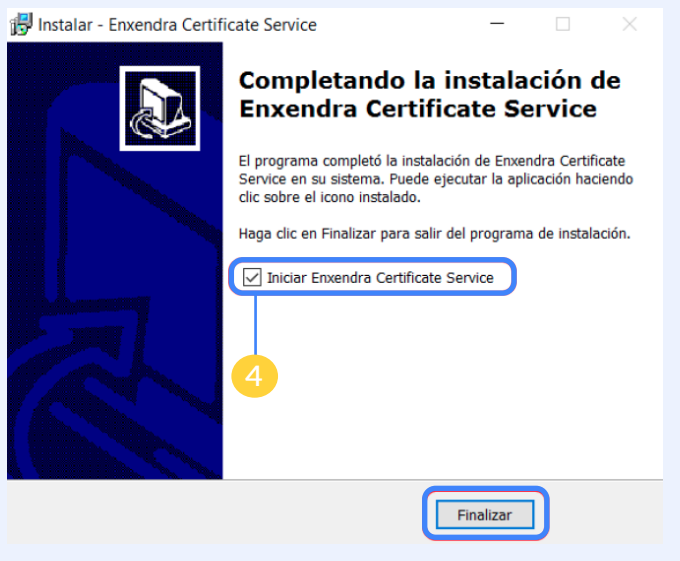 Instalar - Enxendra Certificate Service
Completando la instalación de
Enxendra Certificate Service
El programa completó la instalación de Enxendra Certificate
Service en su sistema. Puede ejecutar la aplicación haciendo
clic sobre el icono instalado.
Haga clic en Finalizar para salir del programa de instalación.
Iniciar Enxendra Certificate Service
4
Finalizar